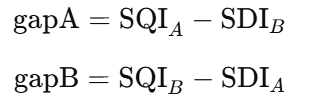 gapA = SQI_A − SDI_B
gapB = SQI_B − SDI_A